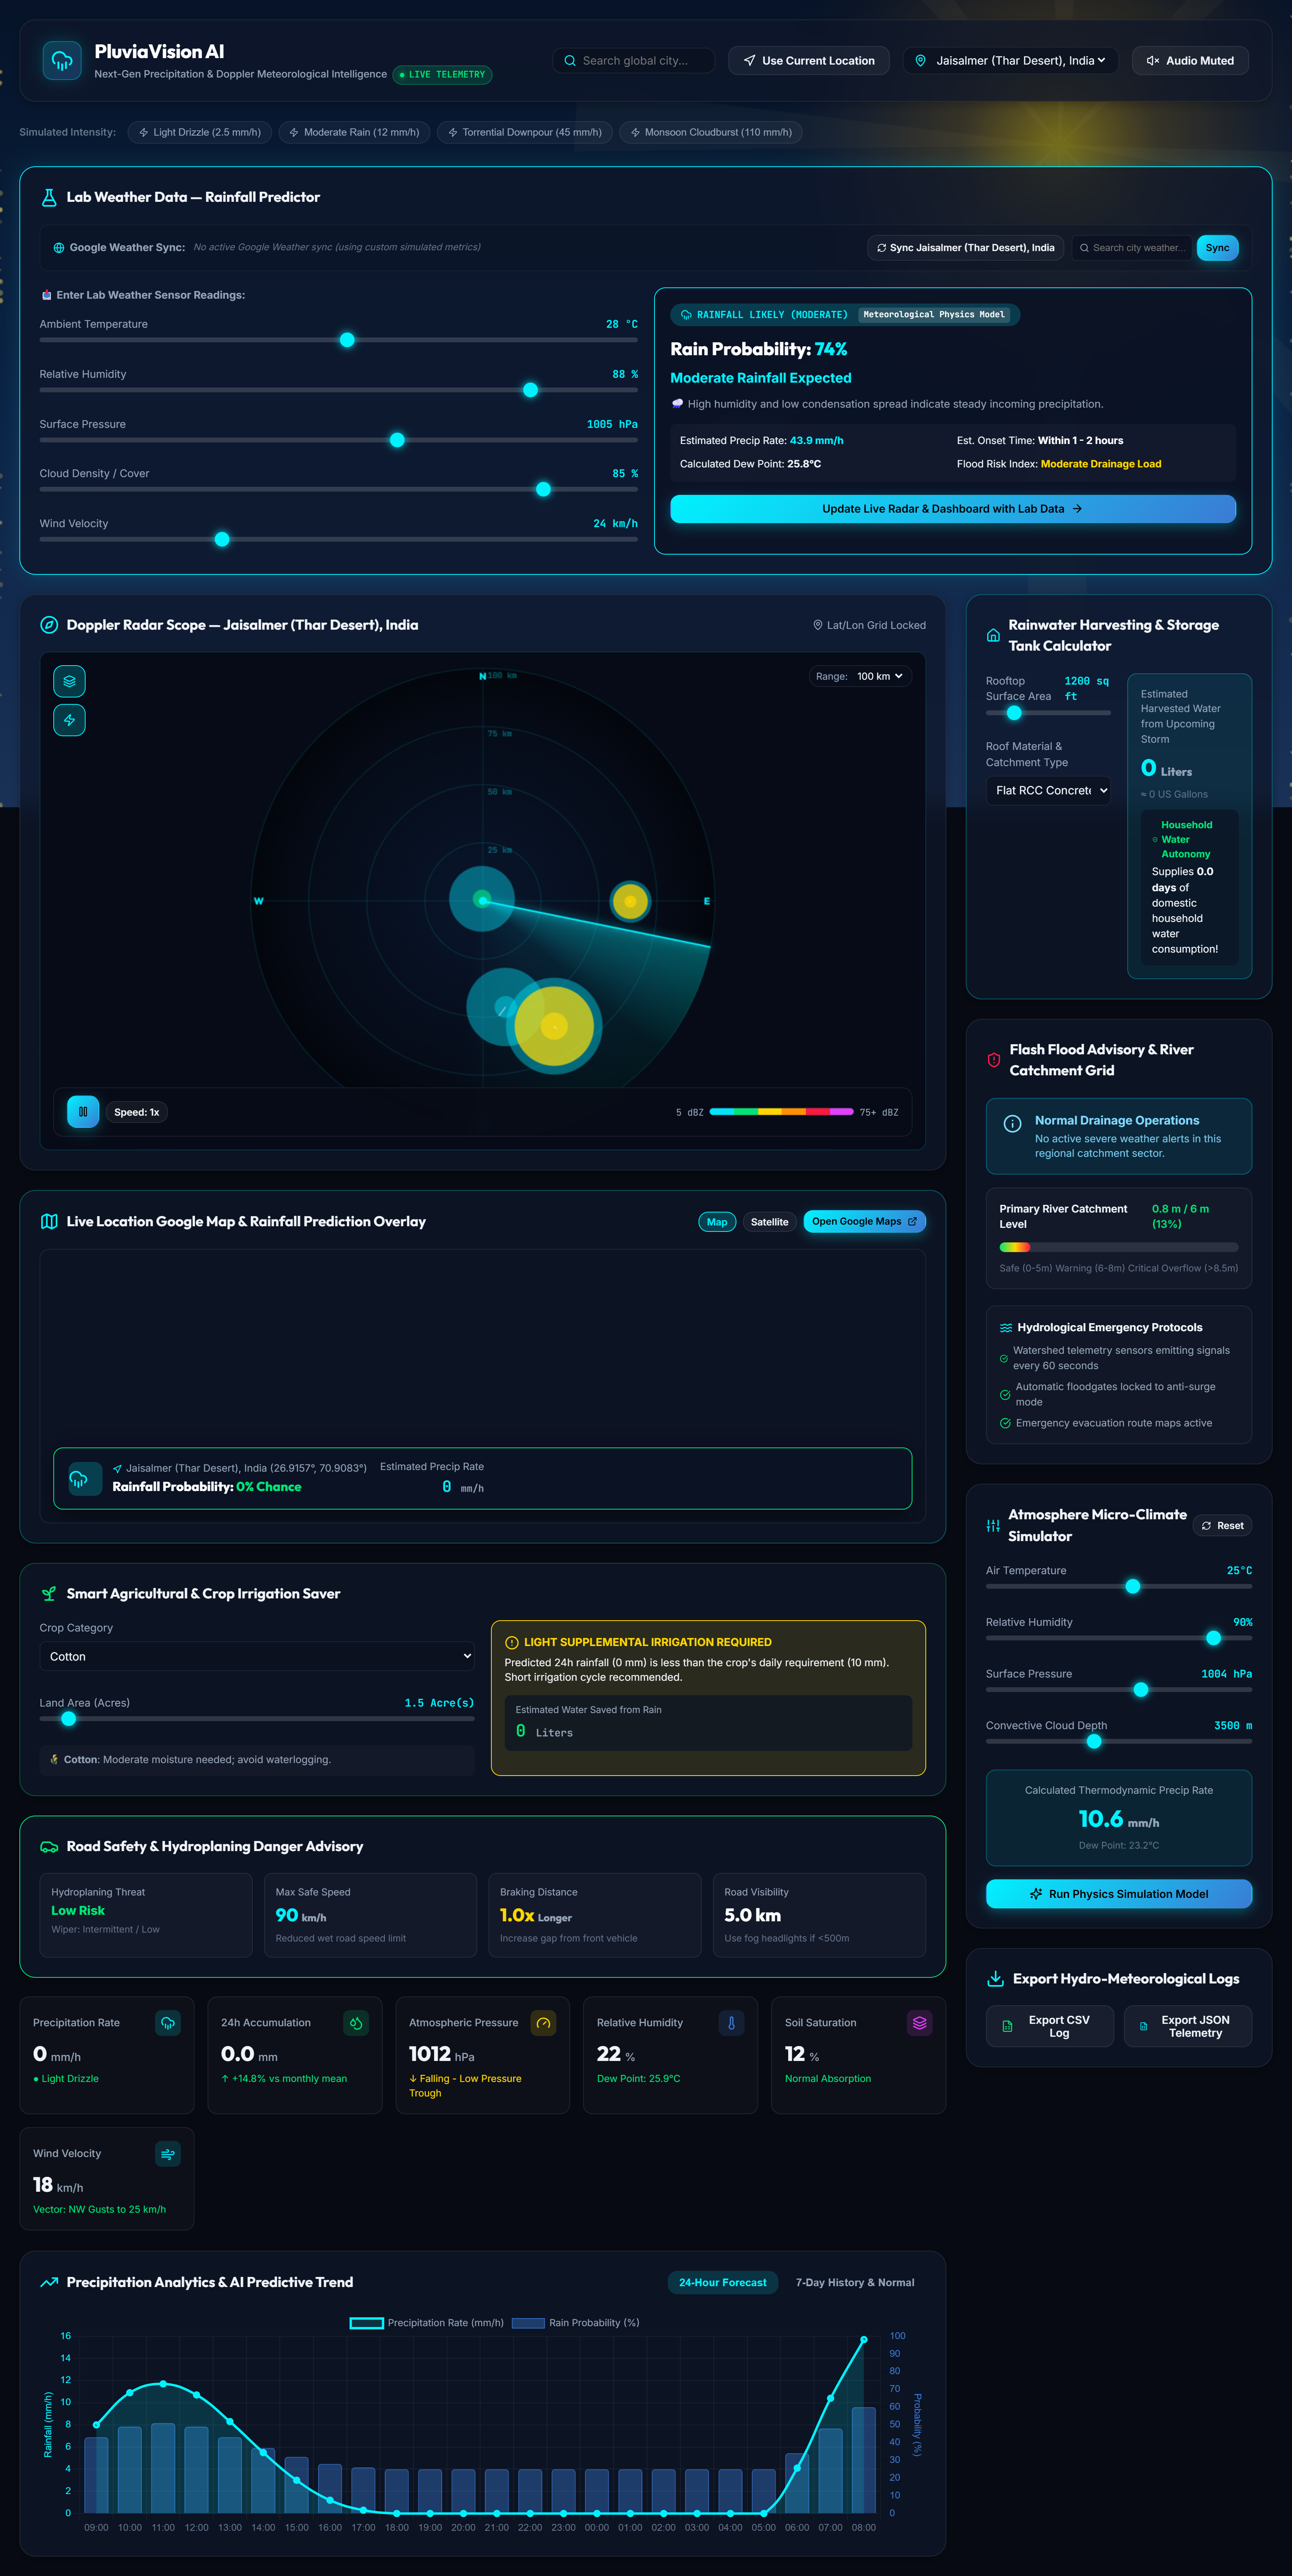 PluviaVision AI
Next-Gen Precipitation & Doppler Meteorological Intelligence
LIVE TELEMETRY
Search global city...
Use Current Location
Jaisalmer (Thar Desert), India
Audio Muted
Simulated Intensity:
Light Drizzle (2.5 mm/h)
Moderate Rain (12 mm/h)
Torrential Downpour (45 mm/h)
Monsoon Cloudburst (110 mm/h)
Lab Weather Data — Rainfall Predictor
Google Weather Sync: No active Google Weather sync (using custom simulated metrics)
Sync Jaisalmer (Thar Desert), India
Search city weather...
Sync
Enter Lab Weather Sensor Readings:
Ambient Temperature 28 °C
Relative Humidity 88 %
Surface Pressure 1005 hPa
Cloud Density / Cover 85 %
Wind Velocity 24 km/h
RAINFALL LIKELY (MODERATE) Meteorological Physics Model
Rain Probability: 74%
Moderate Rainfall Expected
High humidity and low condensation spread indicate steady incoming precipitation.
Estimated Precip Rate: 43.9 mm/h
Est. Onset Time: Within 1 - 2 hours
Calculated Dew Point: 25.8°C
Flood Risk Index: Moderate Drainage Load
Update Live Radar & Dashboard with Lab Data →
Doppler Radar Scope — Jaisalmer (Thar Desert), India
Lat/Lon Grid Locked
Range: 100 km
N
100 km
75 km
50 km
25 km
W
E
Speed: 1x
5 dBZ
75+ dBZ
Rainwater Harvesting & Storage
Tank Calculator
Rooftop
Surface Area
1200 sq
ft
Roof Material &
Catchment Type
Flat RCC Concrete
Estimated
Harvested Water
from Upcoming
Storm
0 Liters
≈ 0 US Gallons
Household
Water
Autonomy
Supplies 0.0
days of
domestic
household
water
consumption!
Flash Flood Advisory & River
Catchment Grid
Normal Drainage Operations
No active severe weather alerts in this
regional catchment sector.
Primary River Catchment
Level
0.8 m / 6 m
(13%)
Safe (0-5m) Warning (6-8m) Critical Overflow (>8.5m)
Hydrological Emergency Protocols
Watershed telemetry sensors emitting signals
every 60 seconds
Automatic floodgates locked to anti-surge
mode
Emergency evacuation route maps active
Live Location Google Map & Rainfall Prediction Overlay
Map
Satellite
Open Google Maps
Jaisalmer (Thar Desert), India (26.9157°, 70.9083°)
Rainfall Probability: 0% Chance
Estimated Precip Rate
0 mm/h
Atmosphere Micro-Climate
Simulator
Reset
Air Temperature 25°C
Relative Humidity 90%
Surface Pressure 1004 hPa
Convective Cloud Depth 3500 m
Calculated Thermodynamic Precip Rate
10.6 mm/h
Dew Point: 23.2°C
Run Physics Simulation Model
Smart Agricultural & Crop Irrigation Saver
Crop Category
Cotton
Land Area (Acres) 1.5 Acre(s)
Cotton: Moderate moisture needed; avoid waterlogging.
LIGHT SUPPLEMENTAL IRRIGATION REQUIRED
Predicted 24h rainfall (0 mm) is less than the crop's daily requirement (10 mm).
Short irrigation cycle recommended.
Estimated Water Saved from Rain
0 Liters
Road Safety & Hydroplaning Danger Advisory
Hydroplaning Threat
Low Risk
Wiper: Intermittent / Low
Max Safe Speed
90 km/h
Reduced wet road speed limit
Braking Distance
1.0x Longer
Increase gap from front vehicle
Road Visibility
5.0 km
Use fog headlights if <500m
Export Hydro-Meteorological Logs
Export CSV
Log
Export JSON
Telemetry
Precipitation Rate
0 mm/h
● Light Drizzle
24h Accumulation
0.0 mm
↑ +14.8% vs monthly mean
Atmospheric Pressure
1012 hPa
↓ Falling - Low Pressure
Trough
Relative Humidity
22 %
Dew Point: 25.9°C
Soil Saturation
12 %
Normal Absorption
Wind Velocity
18 km/h
Vector: NW Gusts to 25 km/h
Precipitation Analytics & AI Predictive Trend
24-Hour Forecast
7-Day History & Normal
Precipitation Rate (mm/h)
Rain Probability (%)
Rainfall (mm/h)
16
14
12
10
8
6
4
2
0
100
90
80
70
60
50
40
30
20
10
0
Probability (%)
09:00 10:00 11:00 12:00 13:00 14:00 15:00 16:00 17:00 18:00 19:00 20:00 21:00 22:00 23:00 00:00 01:00 02:00 03:00 04:00 05:00 06:00 07:00 08:00